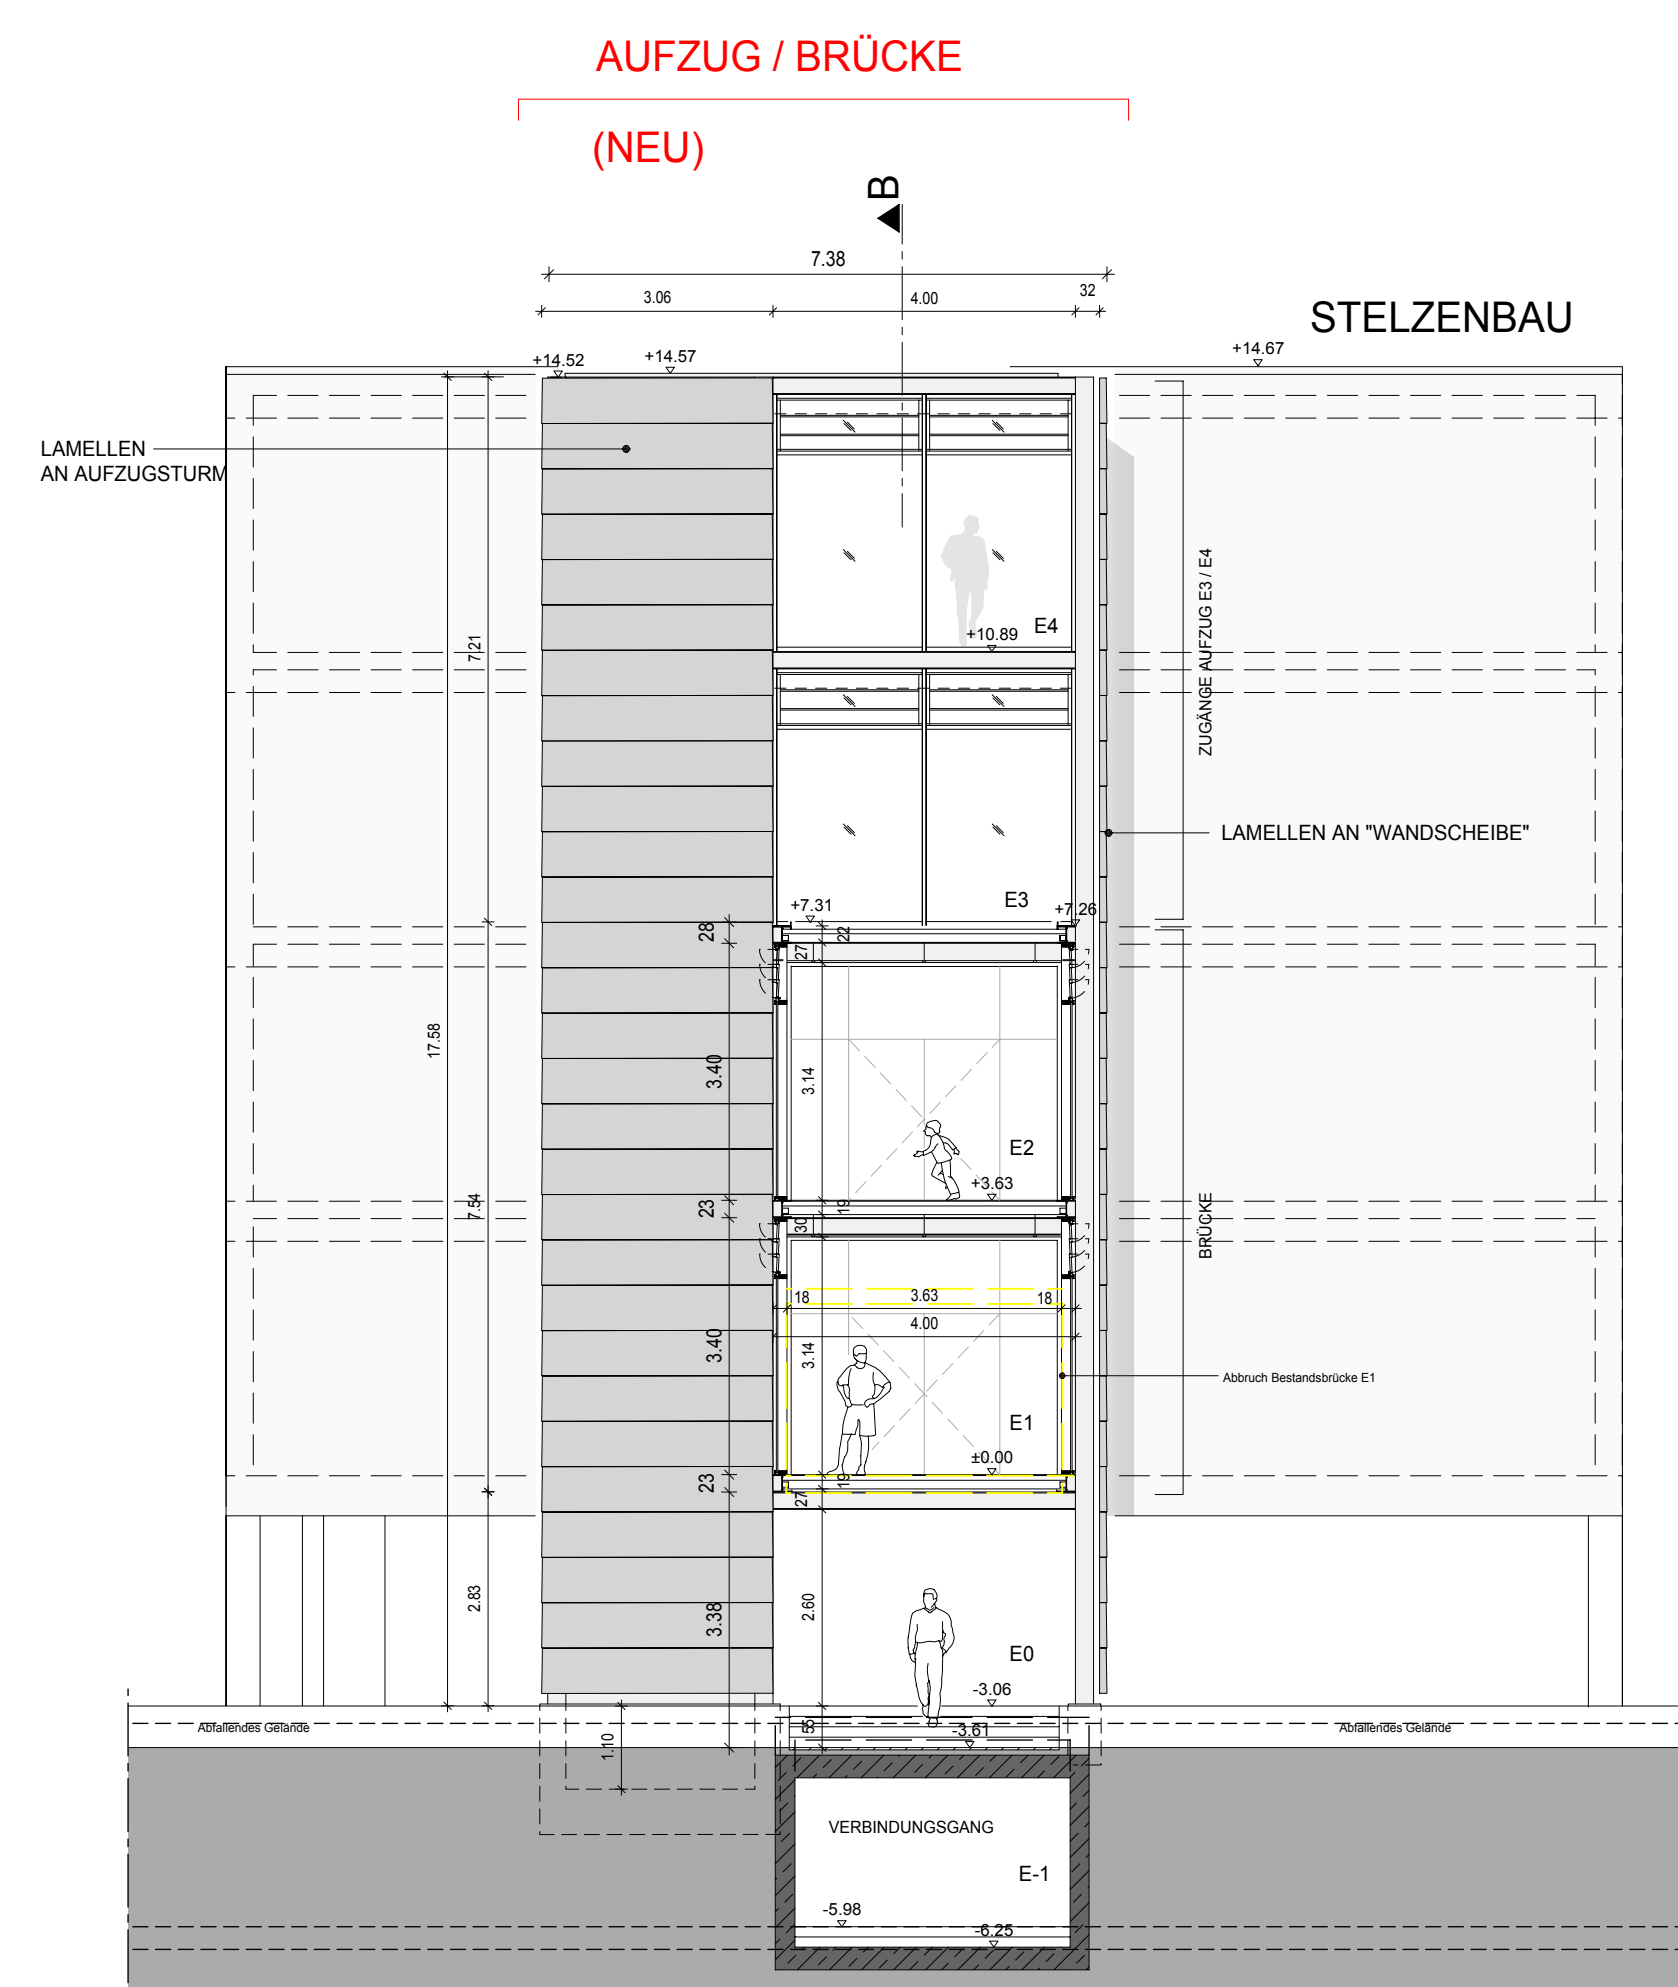 AUFZUG / BRÜCKE
(NEU)
B
7.38
3.06
4.00
32
STELZENBAU
+14.52
+14.57
+14.67
LAMELLEN
AN AUFZUGSTURM
ZUGÄNGE AUFZUG E3 / E4
+10.89
E4
7.21
LAMELLEN AN "WANDSCHEIBE"
E3
+7.31
+7.26
28
22
27
17.58
3.40
3.14
E2
+3.63
7.54
23
19
30
BRÜCKE
18
3.63
18
4.00
3.40
3.14
Abbruch Bestandsbrücke E1
E1
±0.00
23
19
27
2.83
3.38
2.60
E0
-3.06
Abfallendes Gelände
55
-3.61
Abfallendes Gelände
1.10
VERBINDUNGSGANG
E-1
-5.98
-6.25